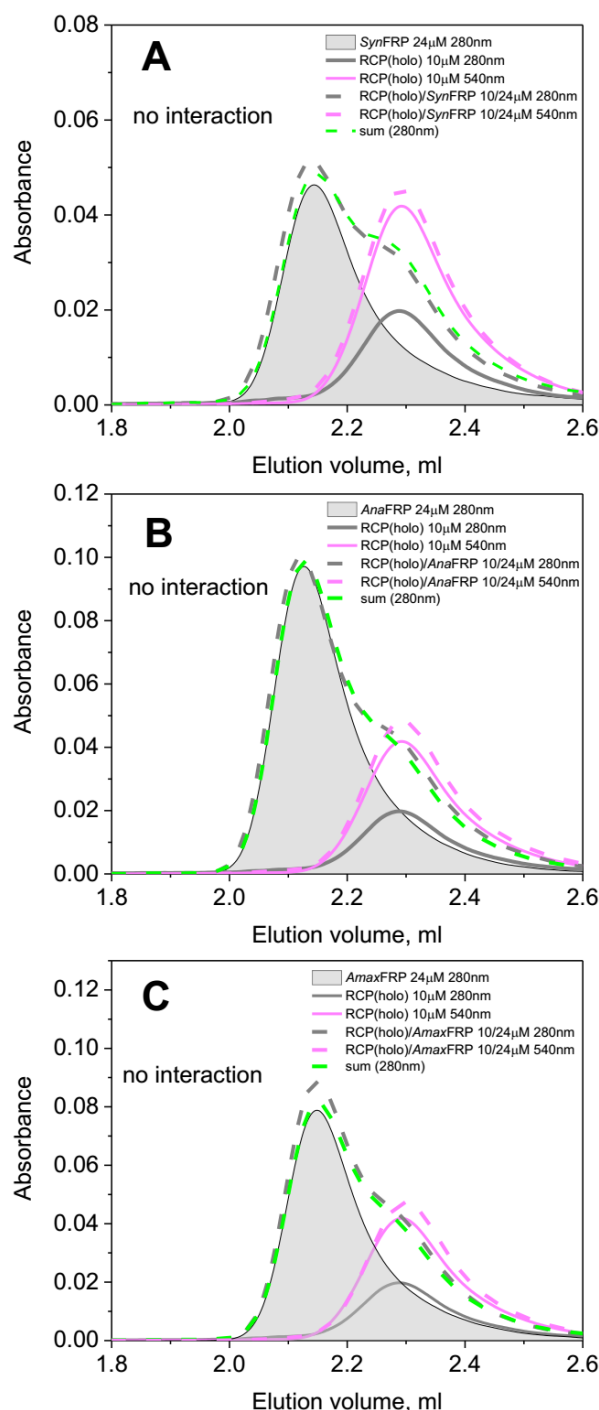 0.08
0.06
0.04
0.02
0.00
Absorbance
A
no interaction
SynFRP 24µM 280nm
RCP(holo) 10µM 280nm
RCP(holo) 10µM 540nm
RCP(holo)/SynFRP 10/24µM 280nm
RCP(holo)/SynFRP 10/24µM 540nm
sum (280nm)
1.8 2.0 2.2 2.4 2.6
Elution volume, ml
0.12
0.10
0.08
0.06
0.04
0.02
0.00
Absorbance
B
no interaction
AnaFRP 24µM 280nm
RCP(holo) 10µM 280nm
RCP(holo) 10µM 540nm
RCP(holo)/AnaFRP 10/24µM 280nm
RCP(holo)/AnaFRP 10/24µM 540nm
sum (280nm)
1.8 2.0 2.2 2.4 2.6
Elution volume, ml
0.12
0.10
0.08
0.06
0.04
0.02
0.00
Absorbance
C
no interaction
AmaxFRP 24µM 280nm
RCP(holo) 10µM 280nm
RCP(holo) 10µM 540nm
RCP(holo)/AmaxFRP 10/24µM 280nm
RCP(holo)/AmaxFRP 10/24µM 540nm
sum (280nm)
1.8 2.0 2.2 2.4 2.6
Elution volume, ml